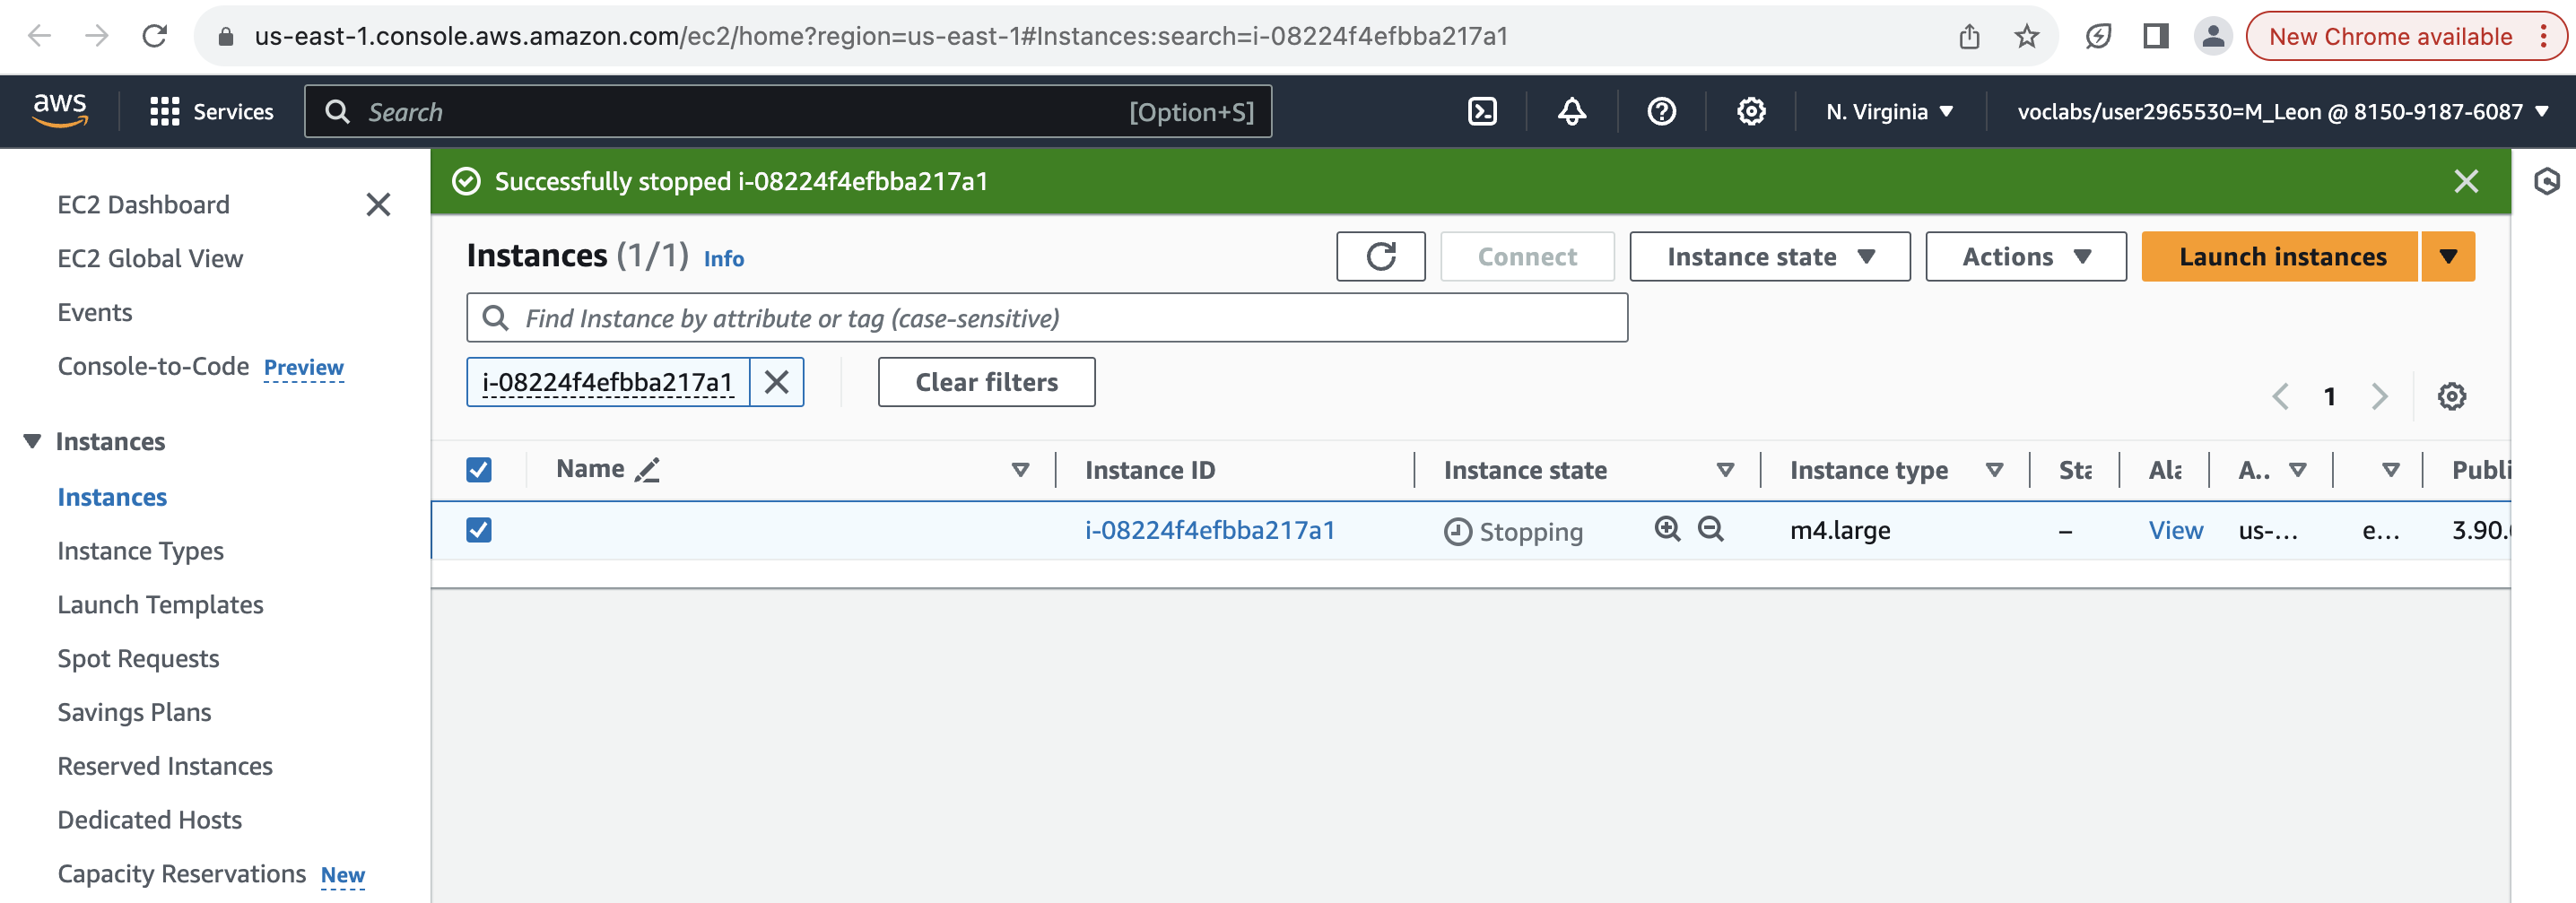 us-east-1.console.aws.amazon.com/ec2/home?region=us-east-1#Instances:search=i-08224f4efbba217a1
New Chrome available
aws
Services
Search
[Option+S]
N. Virginia
voclabs/user2965530=M_Leon @ 8150-9187-6087
EC2 Dashboard
EC2 Global View
Events
Console-to-Code Preview
Instances
Instances
Instance Types
Launch Templates
Spot Requests
Savings Plans
Reserved Instances
Dedicated Hosts
Capacity Reservations New
Successfully stopped i-08224f4efbba217a1
Instances (1/1) Info
Connect
Instance state
Actions
Launch instances
Find Instance by attribute or tag (case-sensitive)
i-08224f4efbba217a1
Clear filters
1
Name Instance ID Instance state Instance type Sta Ala A.. Publi
i-08224f4efbba217a1 Stopping m4.large – View us-... e... 3.90.